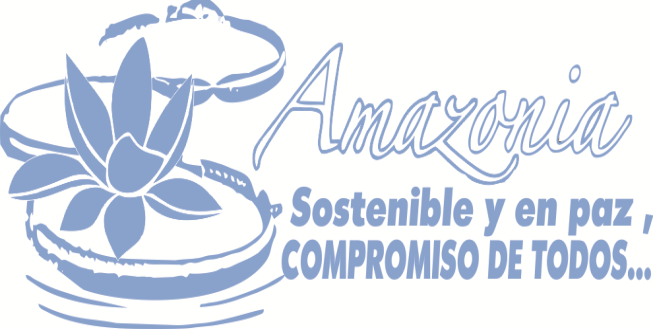 Amazonia
Sostenible y en paz ,
COMPROMISO DE TODOS...